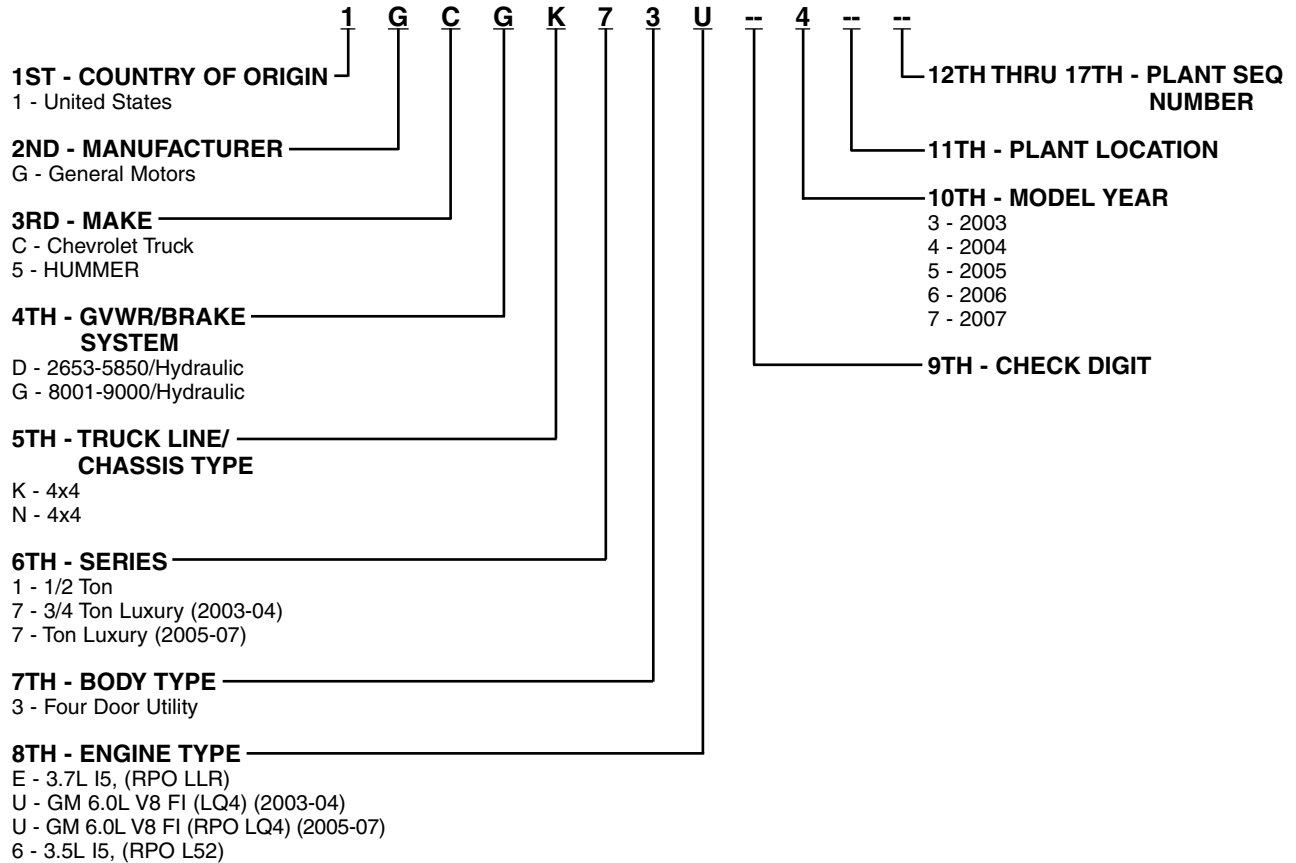 1 G C G K 7 3 U -- 4 -- --
1ST - COUNTRY OF ORIGIN
1 - United States
2ND - MANUFACTURER
G - General Motors
3RD - MAKE
C - Chevrolet Truck
5 - HUMMER
4TH - GVWR/BRAKE
SYSTEM
D - 2653-5850/Hydraulic
G - 8001-9000/Hydraulic
5TH - TRUCK LINE/
CHASSIS TYPE
K - 4x4
N - 4x4
6TH - SERIES
1 - 1/2 Ton
7 - 3/4 Ton Luxury (2003-04)
7 - Ton Luxury (2005-07)
7TH - BODY TYPE
3 - Four Door Utility
8TH - ENGINE TYPE
E - 3.7L I5, (RPO LLR)
U - GM 6.0L V8 FI (LQ4) (2003-04)
U - GM 6.0L V8 FI (RPO LQ4) (2005-07)
6 - 3.5L I5, (RPO L52)
12TH THRU 17TH - PLANT SEQ
NUMBER
11TH - PLANT LOCATION
10TH - MODEL YEAR
3 - 2003
4 - 2004
5 - 2005
6 - 2006
7 - 2007
9TH - CHECK DIGIT